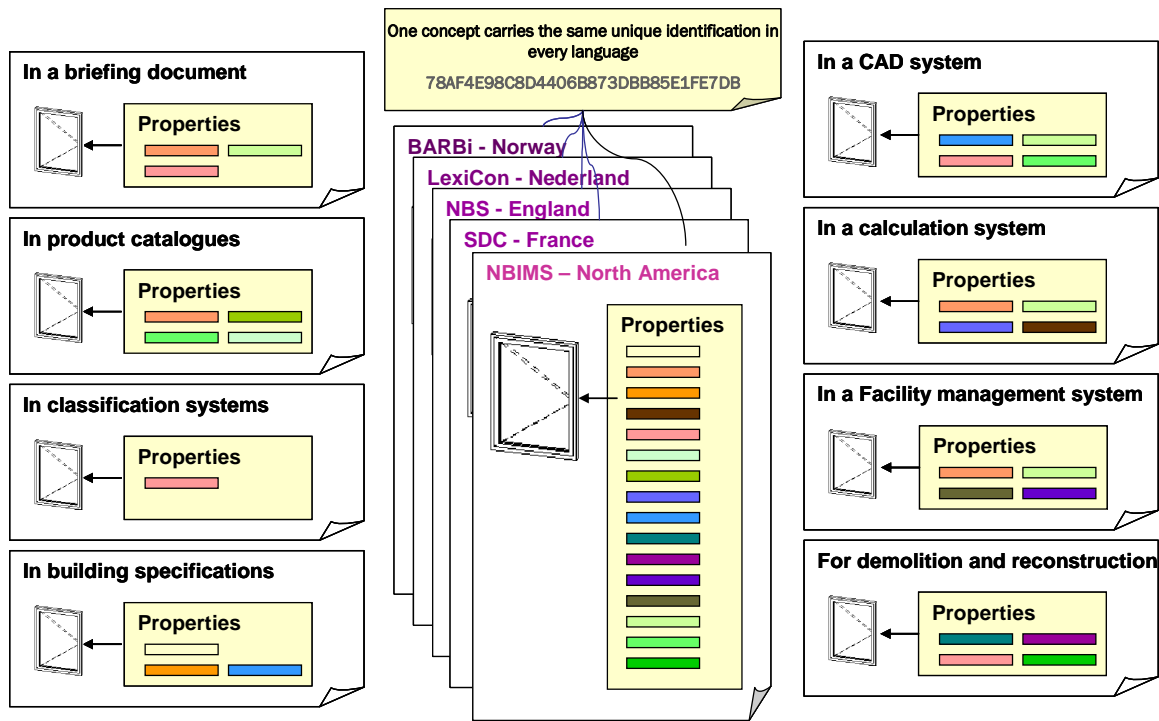 One concept carries the same unique identification in
every language
78AF4E98C8D4406B873DBB85E1FE7DB
In a briefing document
Properties
In product catalogues
Properties
In classification systems
Properties
In building specifications
Properties
BARBi - Norway
LexiCon - Nederland
NBS - England
SDC - France
NBIMS – North America
Properties
In a CAD system
Properties
In a calculation system
Properties
In a Facility management system
Properties
For demolition and reconstruction
Properties